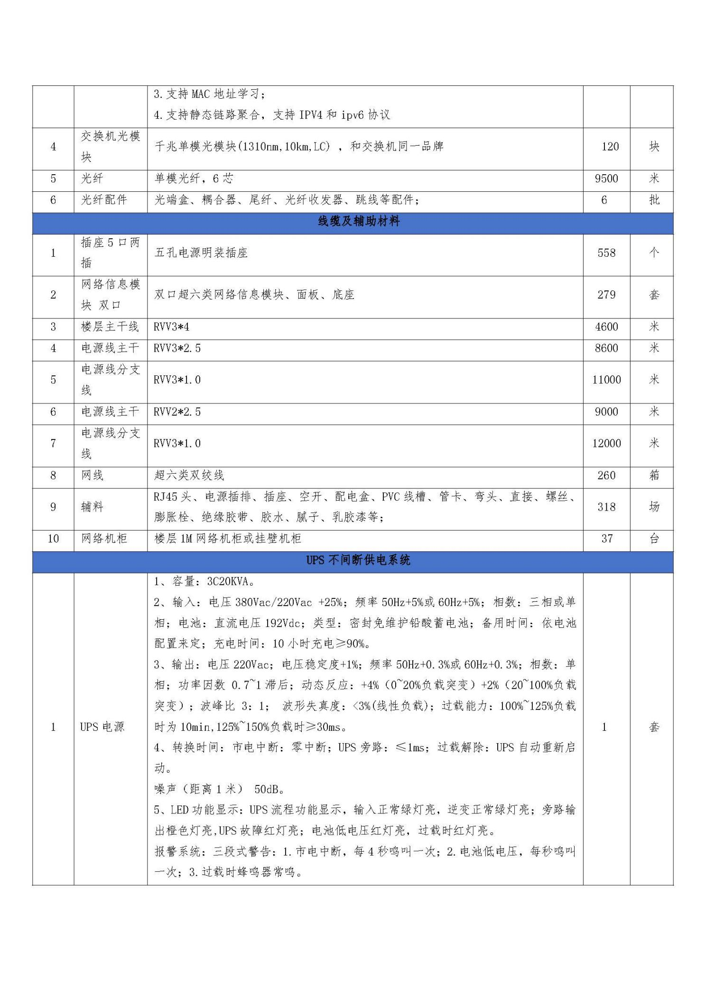 3.支持 MAC 地址学习；
4.支持静态链路聚合，支持 IPV4 和 ipv6 协议
4
交换机光模
块
千兆单模光模块(1310nm,10km,LC) ，和交换机同一品牌
120
块
5
光纤
单模光纤，6 芯
9500
米
6
光纤配件
光端盒、耦合器、尾纤、光纤收发器、跳线等配件；
6
批
线缆及辅助材料
1
插座 5 口两
插
五孔电源明装插座
558
个
2
网络信息模
块 双口
双口超六类网络信息模块、面板、底座
279
套
3
楼层主干线
RVV3*4
4600
米
4
电源线主干
RVV3*2.5
8600
米
5
电源线分支
线
RVV3*1.0
11000
米
6
电源线主干
RVV2*2.5
9000
米
7
电源线分支
线
RVV3*1.0
12000
米
8
网线
超六类双绞线
260
箱
9
辅料
RJ45 头、电源插排、插座、空开、配电盒、PVC 线槽、管卡、弯头、直接、螺丝、
膨胀栓、绝缘胶带、胶水、腻子、乳胶漆等；
318
场
10
网络机柜
楼层 1M 网络机柜或挂壁机柜
37
台
UPS 不间断供电系统
1
UPS 电源
1、容量：3C20KVA。
2、输入：电压 380Vac/220Vac +25%；频率 50Hz+5%或 60Hz+5%；相数：三相或单
相；电池：直流电压 192Vdc；类型：密封免维护铅酸蓄电池；备用时间：依电池
配置来定；充电时间：10 小时充电≥90%。
3、输出：电压 220Vac；电压稳定度+1%；频率 50Hz+0.3%或 60Hz+0.3%；相数：单
相；功率因数 0.7~1 滞后；动态反应：+4%（0~20%负载突变）+2%（20~100%负载
突变）；波峰比 3：1； 波形失真度：<3%(线性负载)；过载能力：100%~125%负载
时为 10min,125%~150%负载时≥30ms。
4、转换时间：市电中断：零中断；UPS 旁路：≤1ms；过载解除：UPS 自动重新启
动。
噪声（距离 1 米） 50dB。
5、LED 功能显示：UPS 流程功能显示，输入正常绿灯亮，逆变正常绿灯亮；旁路输
出橙色灯亮,UPS 故障红灯亮；电池低电压红灯亮，过载时红灯亮。
报警系统：三段式警告：1.市电中断，每 4 秒鸣叫一次；2.电池低电压，每秒鸣叫
一次；3.过载时蜂鸣器常鸣。
1
套